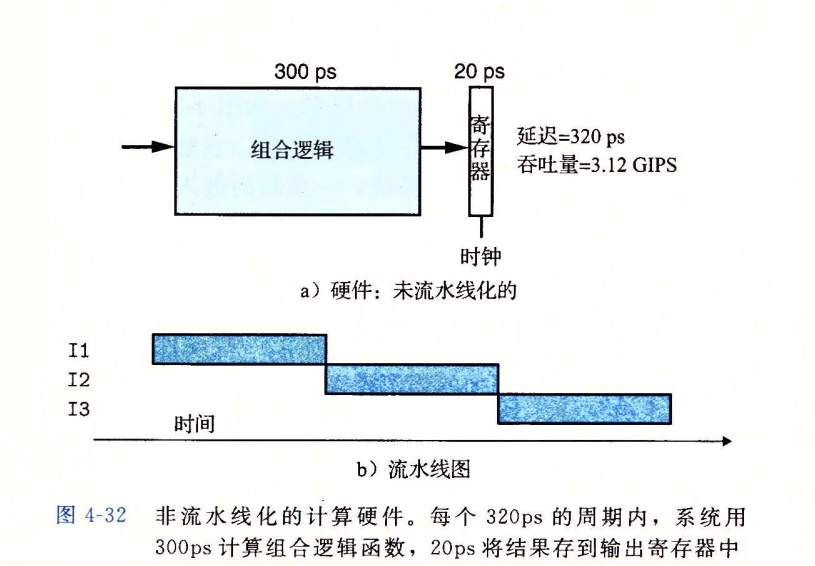 300 ps
20 ps
组合逻辑
寄存器
延迟=320 ps
吞吐量=3.12 GIPS
时钟
a）硬件：未流水线化的
I1
I2
I3
时间
b）流水线图
图 4-32 非流水线化的计算硬件。每个 320ps 的周期内，系统用
300ps 计算组合逻辑函数，20ps 将结果存到输出寄存器中